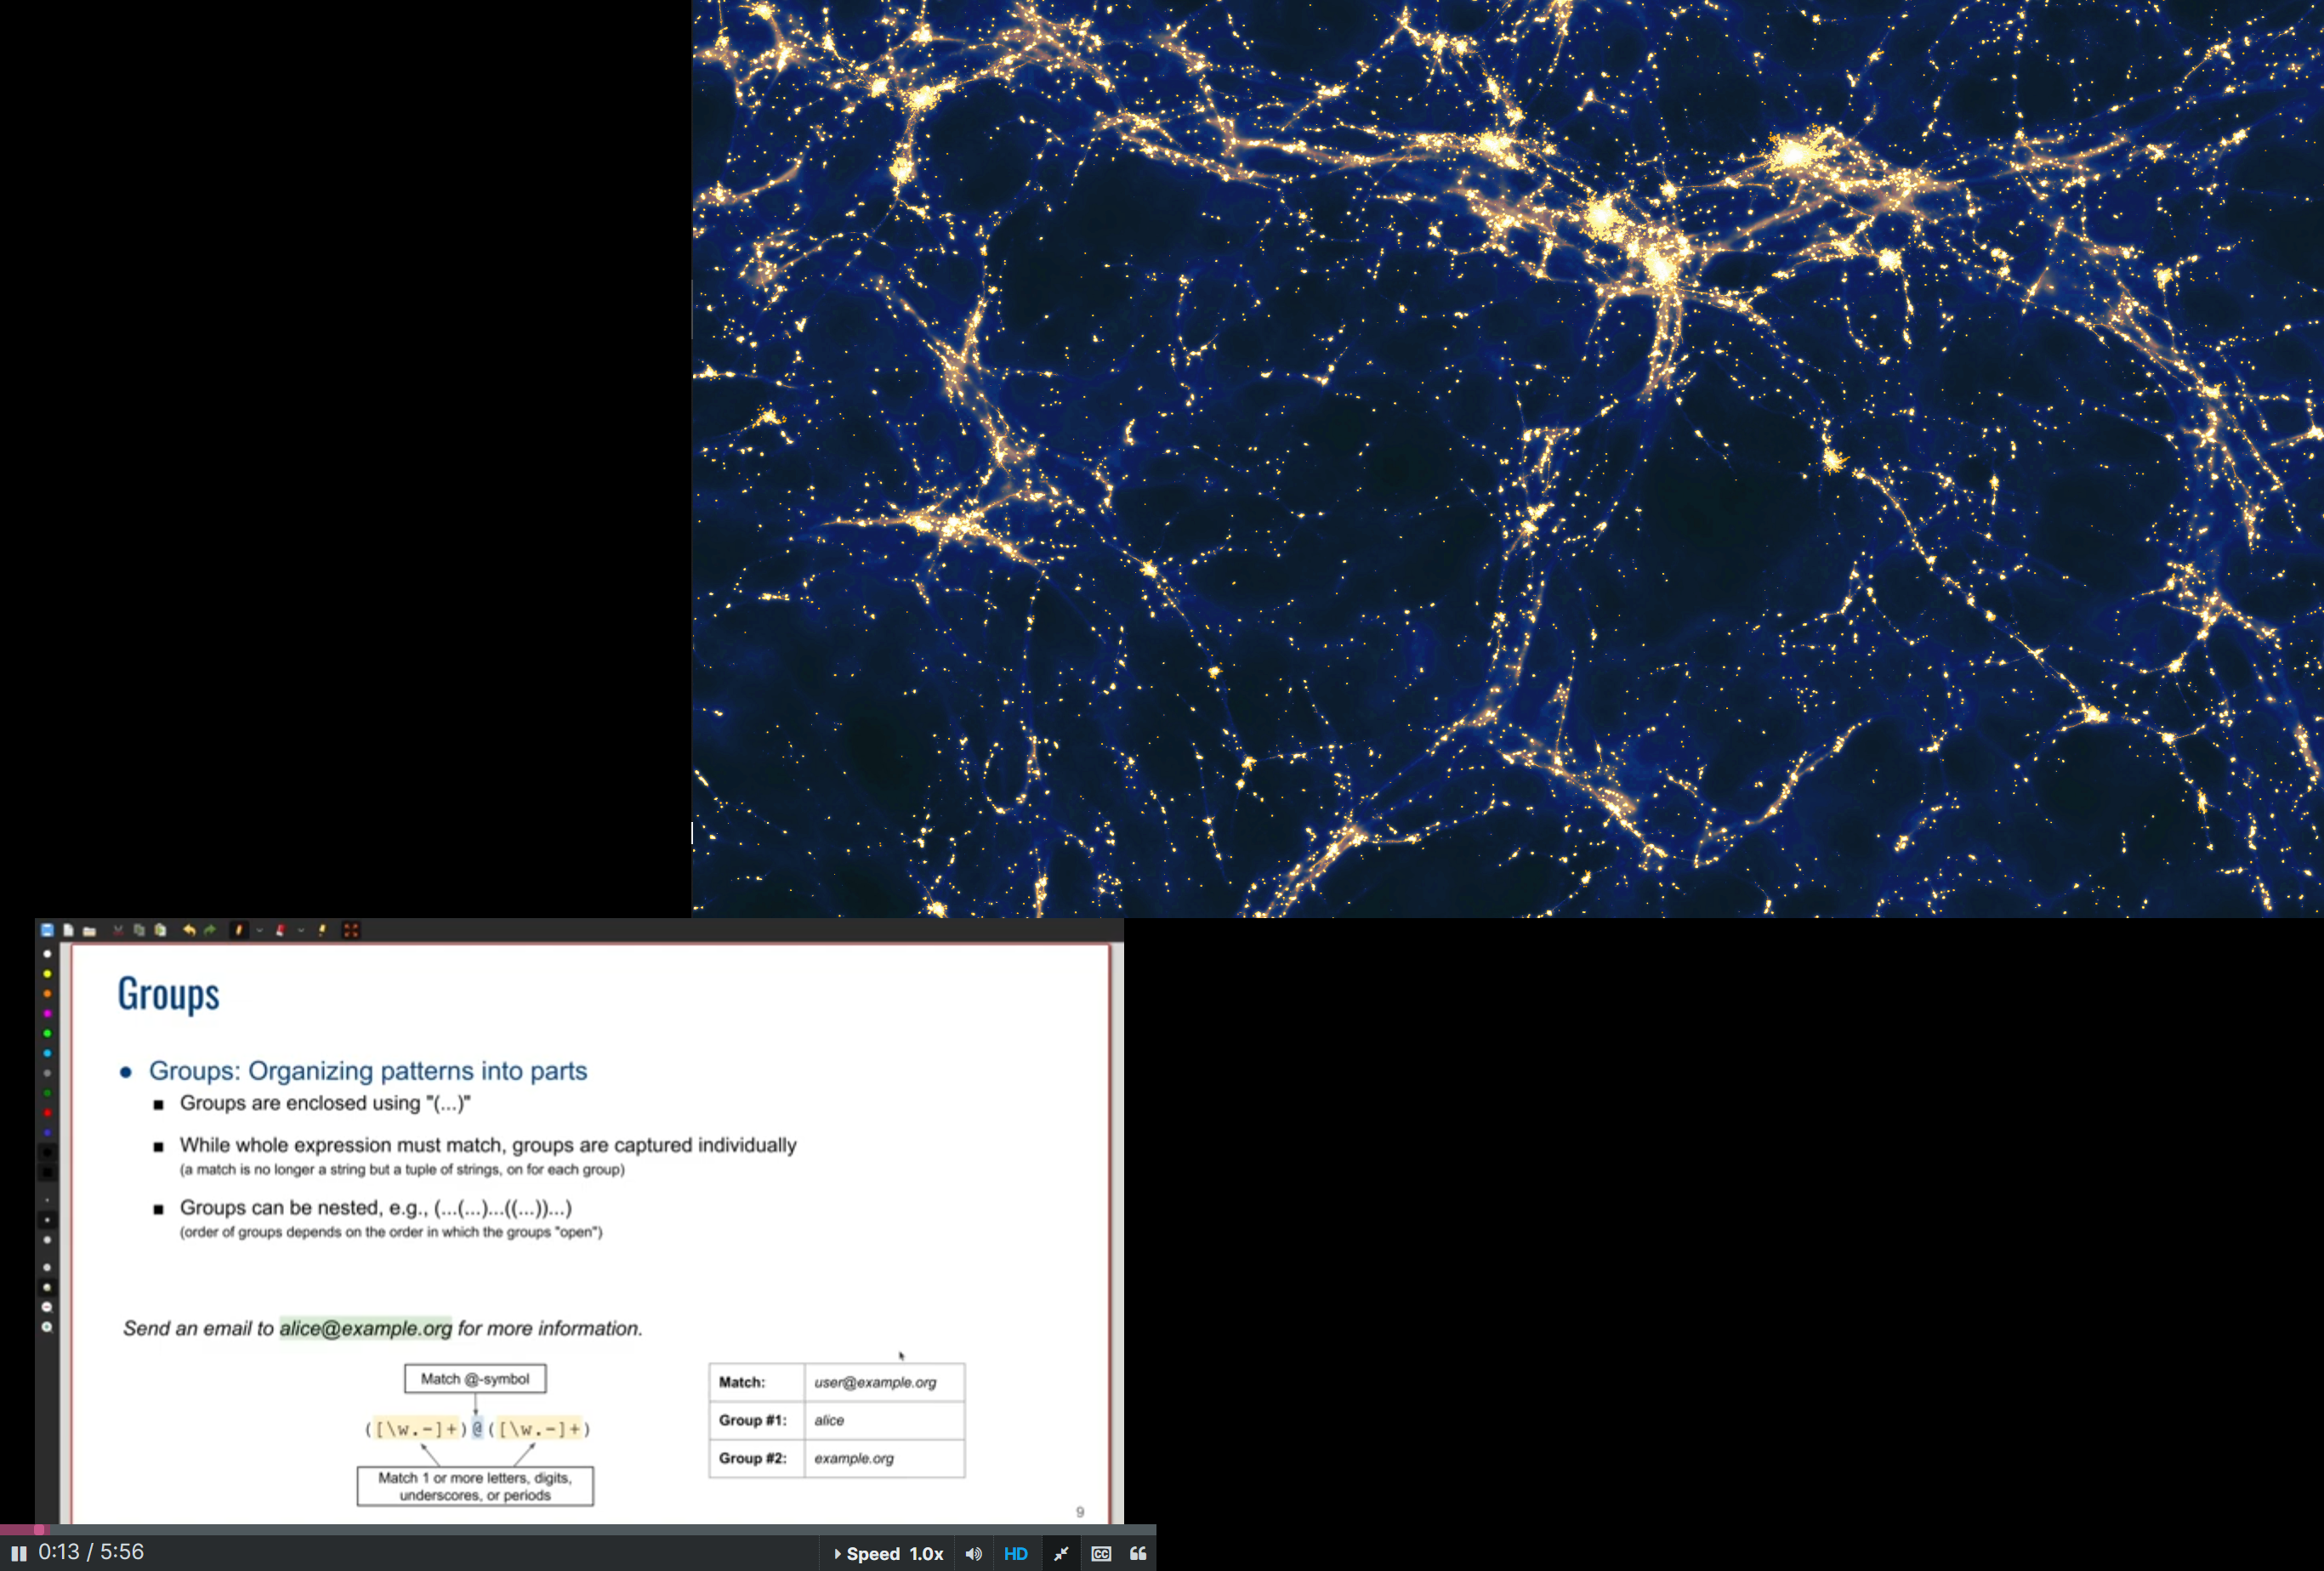 Groups
Groups: Organizing patterns into parts
Groups are enclosed using "(...)"
While whole expression must match, groups are captured individually
(a match is no longer a string but a tuple of strings, on for each group)
Groups can be nested, e.g., (...(...)...((...))...)
(order of groups depends on the order in which the groups "open")
Send an email to alice@example.org for more information.
Match @-symbol
([\w.-]+)@([\w.-]+)
Match 1 or more letters, digits,
underscores, or periods
Match: user@example.org
Group #1: alice
Group #2: example.org
9
0:13 / 5:56
Speed 1.0x
HD
CC